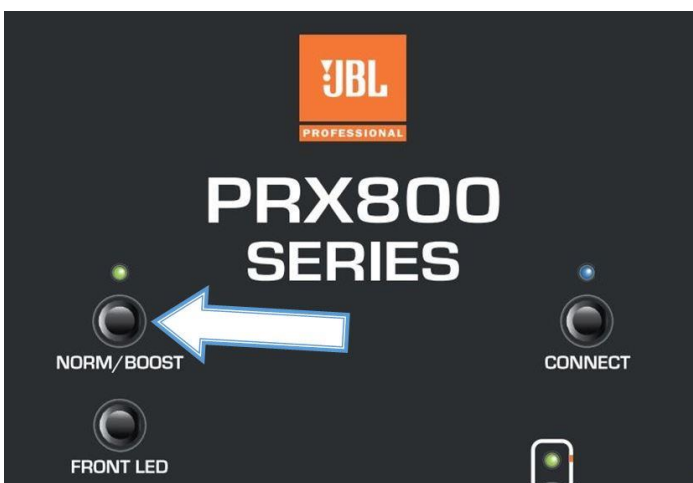 JBL
PROFESSIONAL
PRX800
SERIES
NORM/BOOST
CONNECT
FRONT LED